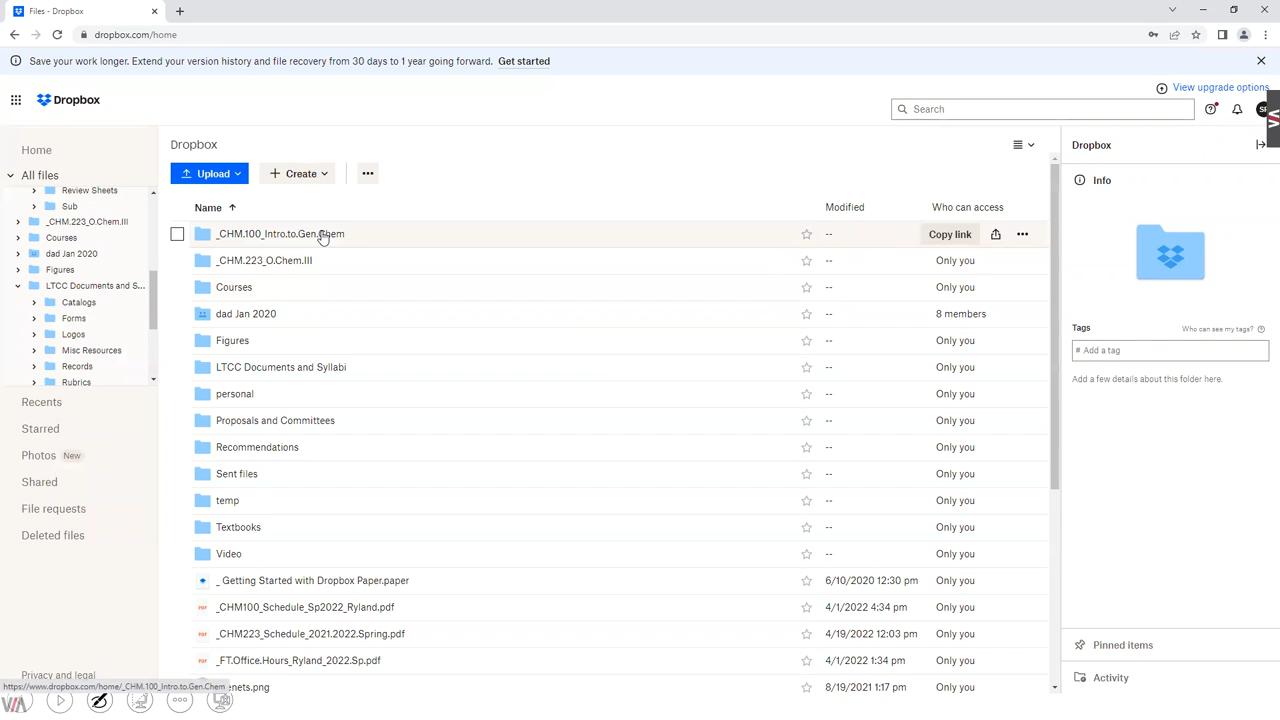 Files - Dropbox
dropbox.com/home
Save your work longer. Extend your version history and file recovery from 30 days to 1 year going forward. Get started
View upgrade options
Dropbox
Search
Home
All files
Review Sheets
Sub
_CHM.223_O.Chem.III
Courses
dad Jan 2020
Figures
LTCC Documents and S...
Catalogs
Forms
Logos
Misc Resources
Records
Rubrics
Recents
Starred
Photos New
Shared
File requests
Deleted files
Privacy and legal
https://www.dropbox.com/home/_CHM.100_Intro.to.Gen.Chem
Dropbox
Upload
Create
Name Modified Who can access
_CHM.100_Intro.to.Gen.Chem -- Copy link
_CHM.223_O.Chem.III -- Only you
Courses -- Only you
dad Jan 2020 -- 8 members
Figures -- Only you
LTCC Documents and Syllabi -- Only you
personal -- Only you
Proposals and Committees -- Only you
Recommendations -- Only you
Sent files -- Only you
temp -- Only you
Textbooks -- Only you
Video -- Only you
_ Getting Started with Dropbox Paper.paper 6/10/2020 12:30 pm Only you
PDF _CHM100_Schedule_Sp2022_Ryland.pdf 4/1/2022 4:34 pm Only you
PDF _CHM223_Schedule_2021.2022.Spring.pdf 4/19/2022 12:03 pm Only you
PDF _FT.Office.Hours_Ryland_2022.Sp.pdf 4/1/2022 1:34 pm Only you
enets.png 8/19/2021 1:17 pm Only you
Dropbox
Info
Tags Who can see my tags?
# Add a tag
Add a few details about this folder here.
Pinned items
Activity